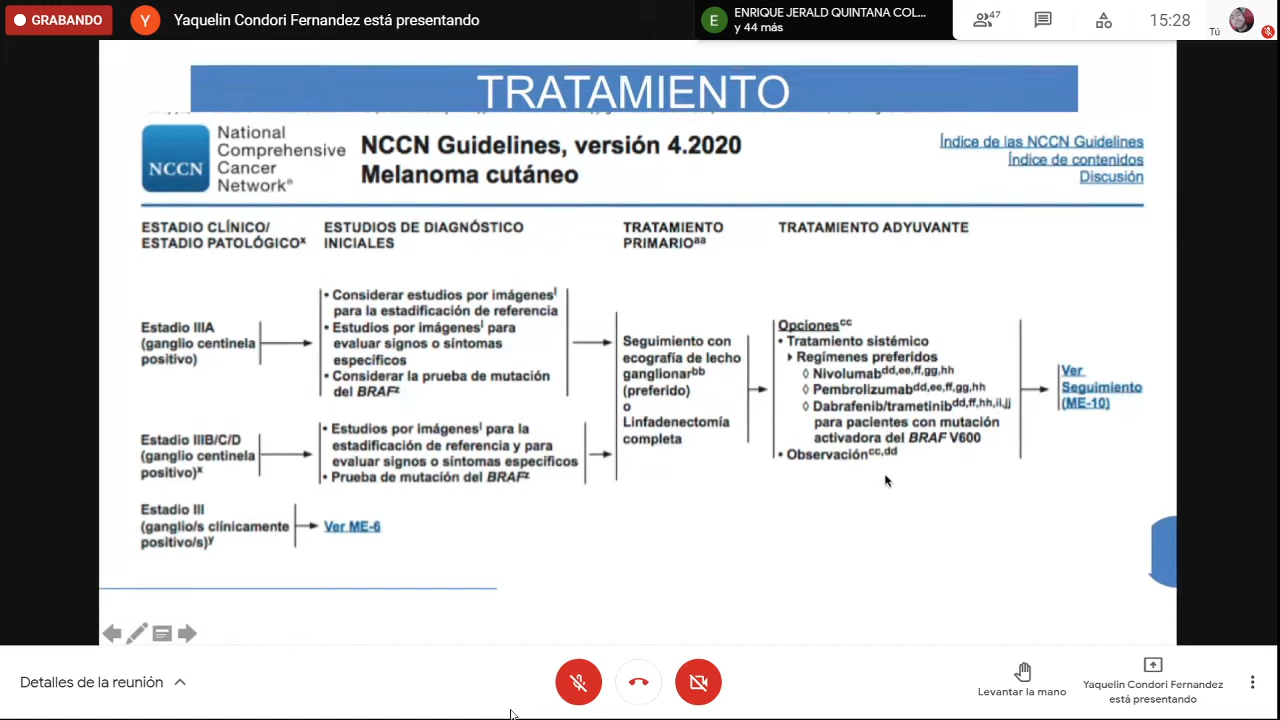 GRABANDO
Y
Yaquelin Condori Fernandez está presentando
E
ENRIQUE JERALD QUINTANA COL...
y 44 más
47
15:28
Tú
TRATAMIENTO
NCCN
National
Comprehensive
Cancer
Network®
NCCN Guidelines, versión 4.2020
Melanoma cutáneo
Índice de las NCCN Guidelines
Índice de contenidos
Discusión
ESTADIO CLÍNICO/
ESTADIO PATOLÓGICOx
ESTUDIOS DE DIAGNÓSTICO
INICIALES
TRATAMIENTO
PRIMARIOaa
TRATAMIENTO ADYUVANTE
Estadio IIIA
(ganglio centinela
positivo)
• Considerar estudios por imágenesl
para la estadificación de referencia
• Estudios por imágenesl para
evaluar signos o síntomas
específicos
• Considerar la prueba de mutación
del BRAFz
Estadio IIIB/C/D
(ganglio centinela
positivo)x
• Estudios por imágenesl para la
estadificación de referencia y para
evaluar signos o síntomas específicos
• Prueba de mutación del BRAFz
Seguimiento con
ecografía de lecho
ganglionarbb
(preferido)
o
Linfadenectomía
completa
Opcionescc
• Tratamiento sistémico
Regímenes preferidos
◊ Nivolumabdd,ee,ff,gg,hh
◊ Pembrolizumabdd,ee,ff,gg,hh
◊ Dabrafenib/trametinibdd,ff,hh,ii,jj
para pacientes con mutación
activadora del BRAF V600
• Observacióncc,dd
Ver
Seguimiento
(ME-10)
Estadio III
(ganglio/s clínicamente
positivo/s)y
Ver ME-6
Detalles de la reunión
Levantar la mano
Yaquelin Condori Fernandez
está presentando